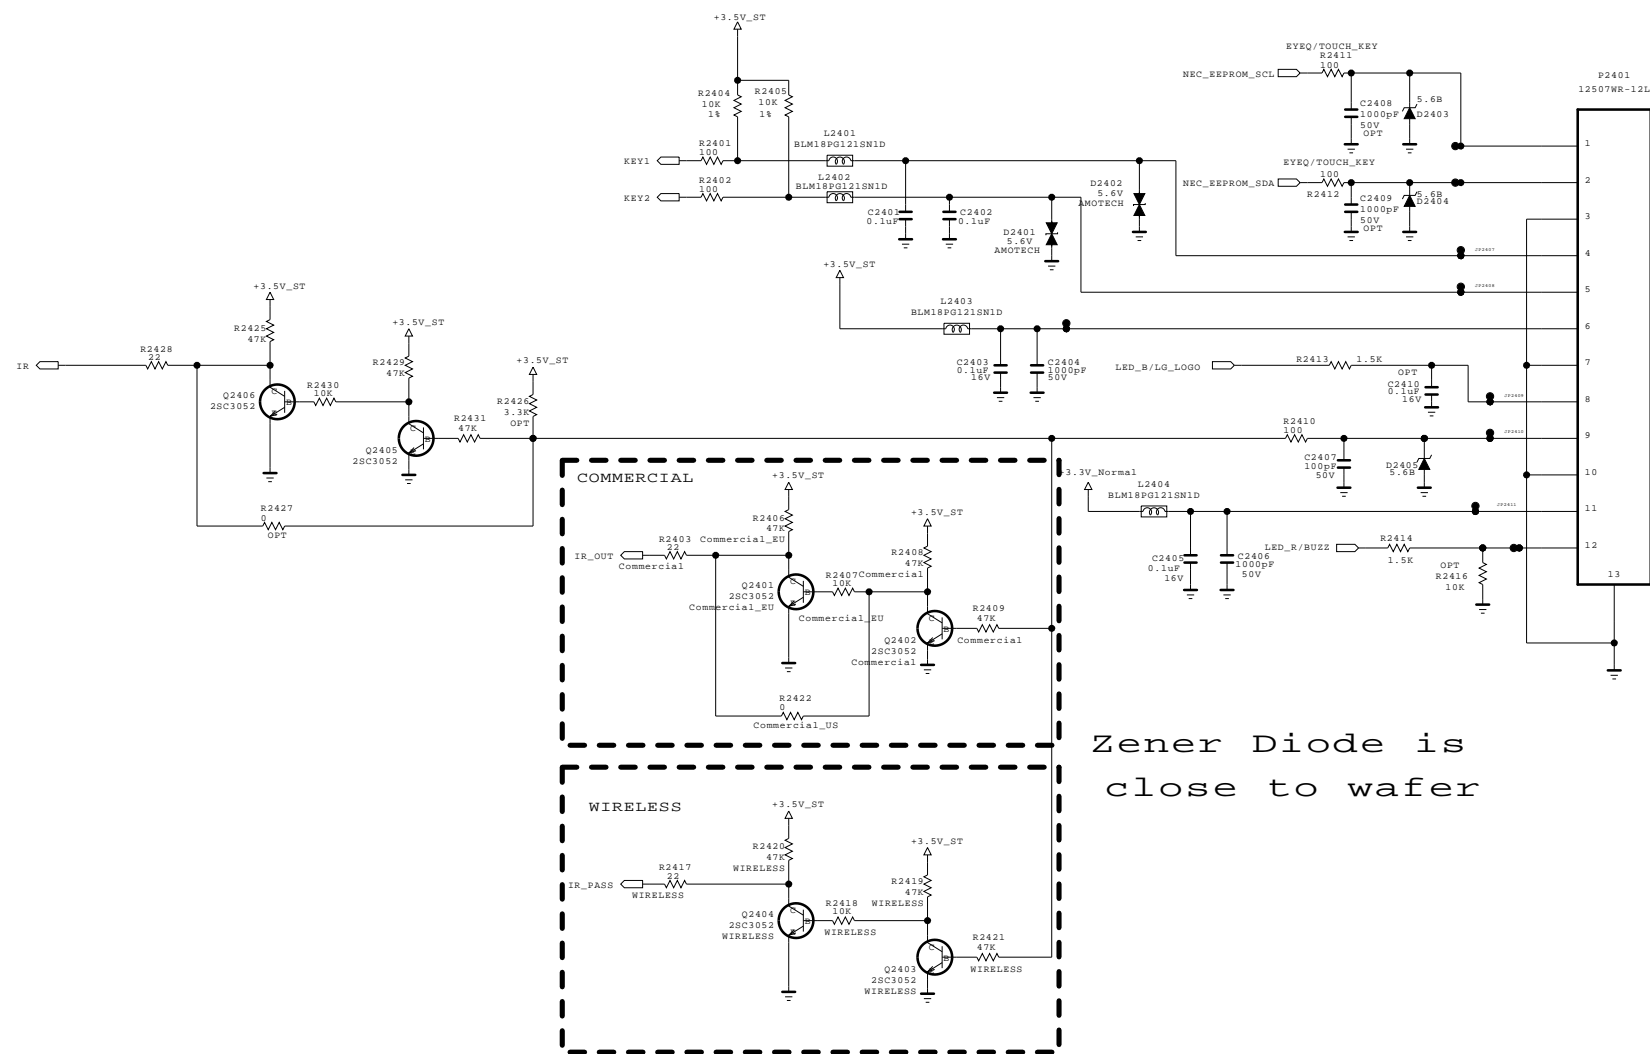 +3.5V_ST
R2404
10K
1%
R2405
10K
1%
KEY1
R2401
100
KEY2
R2402
100
L2401
BLM18PG121SN1D
L2402
BLM18PG121SN1D
C2401
0.1uF
C2402
0.1uF
D2402
5.6V
AMOTECH
D2401
5.6V
AMOTECH
EYEQ/TOUCH_KEY
R2411
100
NEC_EEPROM_SCL
C2408
1000pF
50V
OPT
5.6B
D2403
EYEQ/TOUCH_KEY
100
R2412
NEC_EEPROM_SDA
C2409
1000pF
50V
OPT
5.6B
D2404
P2401
12507WR-12L
1
2
3
4
5
6
7
8
9
10
11
12
13
JP2407
JP2408
JP2409
JP2410
JP2411
+3.5V_ST
L2403
BLM18PG121SN1D
C2403
0.1uF
16V
C2404
1000pF
50V
LED_B/LG_LOGO
R2413
1.5K
OPT
C2410
0.1uF
16V
R2410
100
C2407
100pF
50V
D2405
5.6B
+3.3V_Normal
L2404
BLM18PG121SN1D
C2405
0.1uF
16V
C2406
1000pF
50V
LED_R/BUZZ
R2414
1.5K
OPT
R2416
10K
+3.5V_ST
R2425
47K
IR
R2428
22
Q2406
2SC3052
C
B
E
R2430
10K
+3.5V_ST
R2429
47K
Q2405
2SC3052
C
B
E
R2431
47K
+3.5V_ST
R2426
3.3K
OPT
R2427
0
OPT
COMMERCIAL
+3.5V_ST
R2406
47K
Commercial_EU
IR_OUT
R2403
22
Commercial
Q2401
2SC3052
Commercial_EU
C
B
E
R2407
10K
Commercial_EU
+3.5V_ST
R2408
47K
Commercial
Q2402
2SC3052
Commercial
C
B
E
R2409
47K
Commercial
R2422
0
Commercial_US
Zener Diode is
close to wafer
WIRELESS
+3.5V_ST
R2420
47K
WIRELESS
IR_PASS
R2417
22
WIRELESS
Q2404
2SC3052
WIRELESS
C
B
E
R2418
10K
WIRELESS
+3.5V_ST
R2419
47K
WIRELESS
Q2403
2SC3052
WIRELESS
C
B
E
R2421
47K
WIRELESS